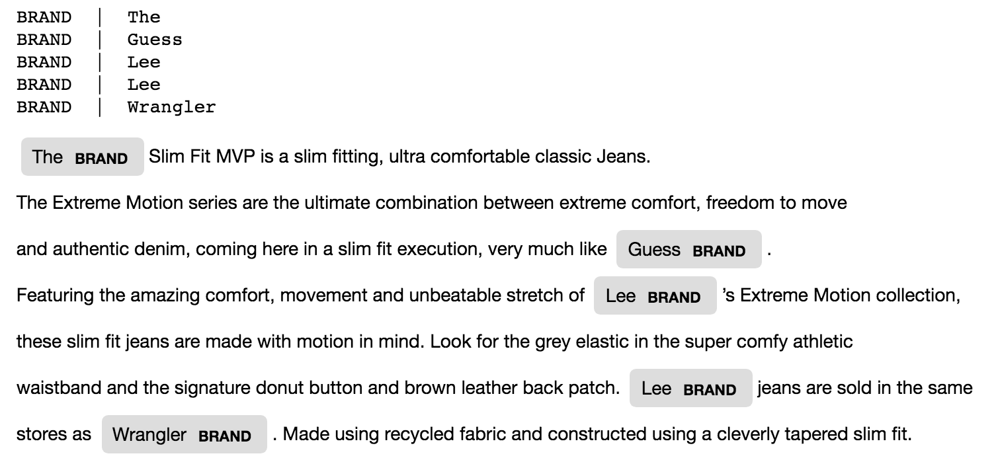 BRAND | The
BRAND | Guess
BRAND | Lee
BRAND | Lee
BRAND | Wrangler
The BRAND Slim Fit MVP is a slim fitting, ultra comfortable classic Jeans.
The Extreme Motion series are the ultimate combination between extreme comfort, freedom to move
and authentic denim, coming here in a slim fit execution, very much like Guess BRAND .
Featuring the amazing comfort, movement and unbeatable stretch of Lee BRAND ’s Extreme Motion collection,
these slim fit jeans are made with motion in mind. Look for the grey elastic in the super comfy athletic
waistband and the signature donut button and brown leather back patch. Lee BRAND jeans are sold in the same
stores as Wrangler BRAND . Made using recycled fabric and constructed using a cleverly tapered slim fit.